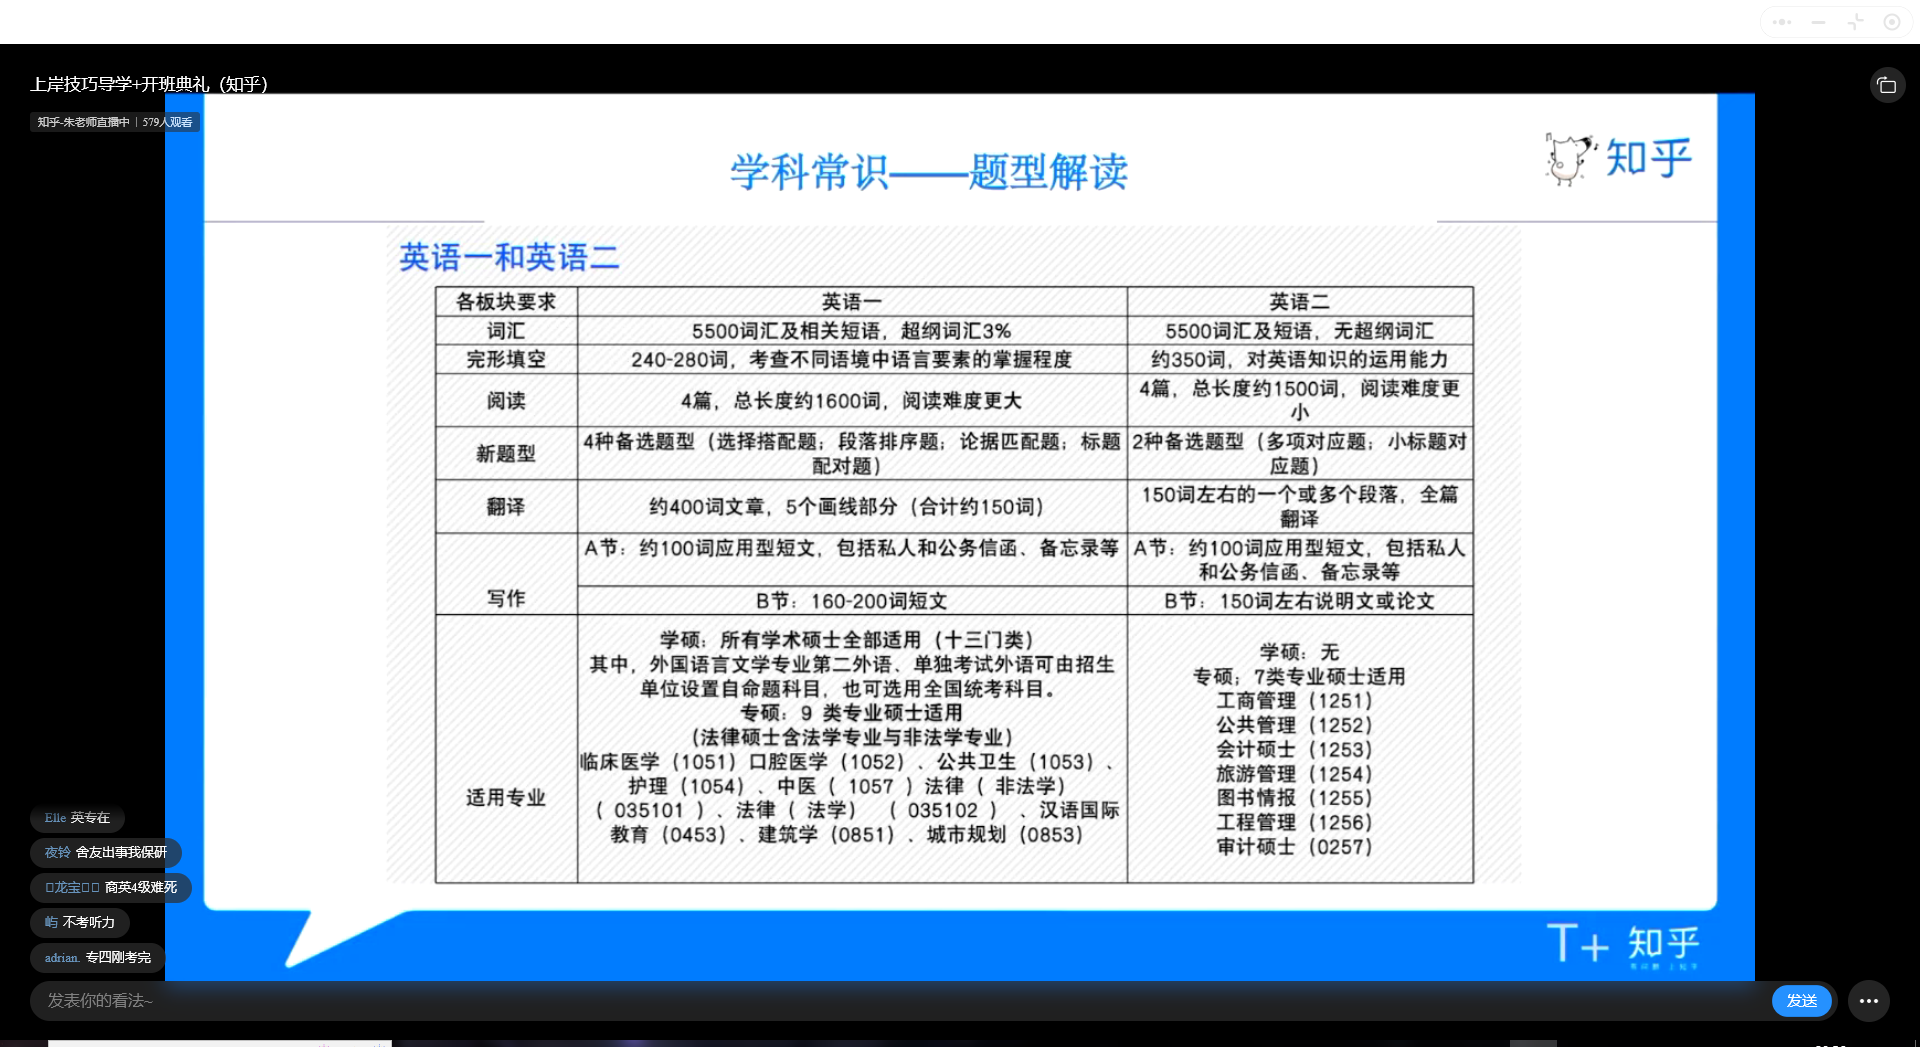 上岸技巧导学+开班典礼（知乎）
知乎-朱老师直播中 | 579人观看
学科常识——题型解读
知乎
英语一和英语二
各板块要求 英语一 英语二
词汇 5500词汇及相关短语，超纲词汇3% 5500词汇及短语，无超纲词汇
完形填空 240-280词，考查不同语境中语言要素的掌握程度 约350词，对英语知识的运用能力
阅读 4篇，总长度约1600词，阅读难度更大 4篇，总长度约1500词，阅读难度更
小
新题型 4种备选题型（选择搭配题；段落排序题；论据匹配题；标题
配对题） 2种备选题型（多项对应题；小标题对
应题）
翻译 约400词文章，5个画线部分（合计约150词） 150词左右的一个或多个段落，全篇
翻译
写作 A节：约100词应用型短文，包括私人和公务信函、备忘录等 A节：约100词应用型短文，包括私人
和公务信函、备忘录等
B节：160-200词短文 B节：150词左右说明文或论文
适用专业
学硕：所有学术硕士全部适用（十三门类）
其中，外国语言文学专业第二外语、单独考试外语可由招生
单位设置自命题科目，也可选用全国统考科目。
专硕：9 类专业硕士适用
（法律硕士含法学专业与非法学专业）
临床医学（1051）口腔医学（1052）、公共卫生（1053）、
护理（1054）、中医（ 1057 ）法律（ 非法学）
（ 035101 ）、法律（ 法学） （ 035102 ） 、汉语国际
教育（0453）、建筑学（0851）、城市规划（0853）
学硕：无
专硕；7类专业硕士适用
工商管理（1251）
公共管理（1252）
会计硕士（1253）
旅游管理（1254）
图书情报（1255）
工程管理（1256）
审计硕士（0257）
Elle 英专在
夜铃 舍友出事我保研
龙宝 商英4级难死
屿 不考听力
adrian. 专四刚考完
T+ 知乎
发表你的看法~
发送